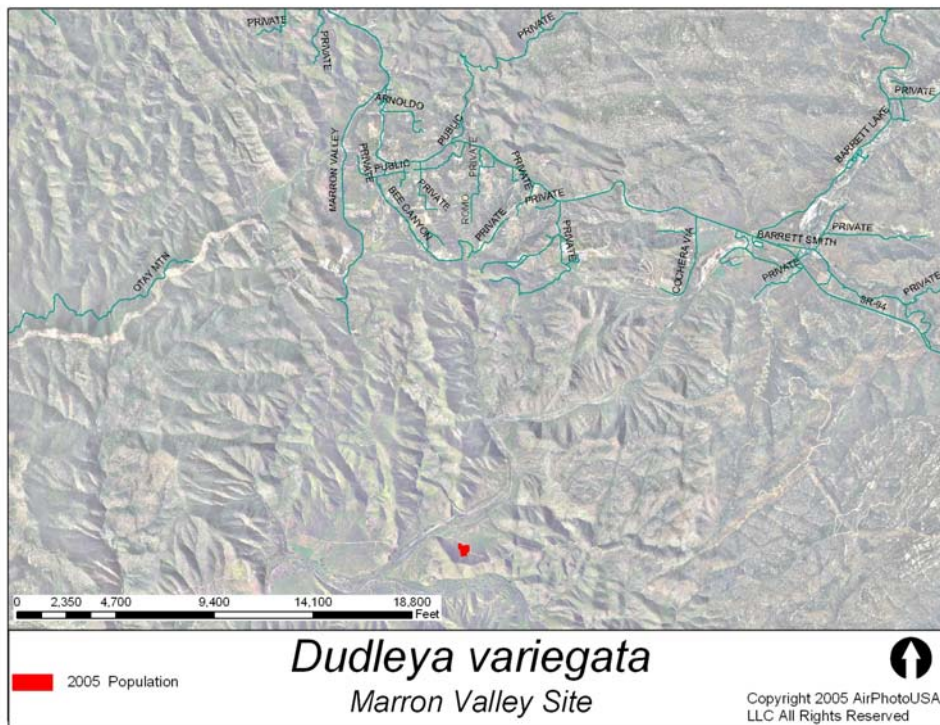 PRIVATE
PRIVATE
PRIVATE
ARNOLDO
PRIVATE
BARRETT LAKE
MARRON VALLEY
PUBLIC
PRIVATE
PUBLIC
PRIVATE
PRIVATE
PRIVATE
PRIVATE
BEE CANYON
ROMO
PRIVATE
PRIVATE
COCHERA VIA
BARRETT SMITH
PRIVATE
PRIVATE
PRIVATE
SR-94
OTAY MTN
0 2,350 4,700 9,400 14,100 18,800
Feet
2005 Population
Dudleya variegata
Marron Valley Site
Copyright 2005 AirPhotoUSA
LLC All Rights Reserved